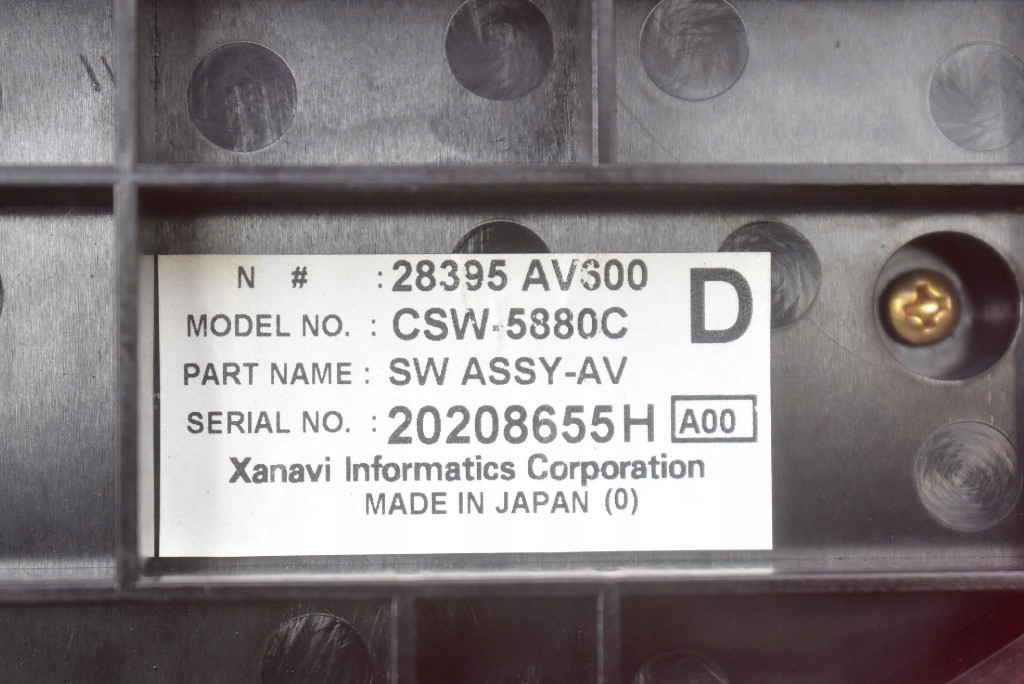 N # : 28395 AV600 D
MODEL NO. : CSW-5880C
PART NAME : SW ASSY-AV
SERIAL NO. : 20208655H A00
Xanavi Informatics Corporation
MADE IN JAPAN (0)